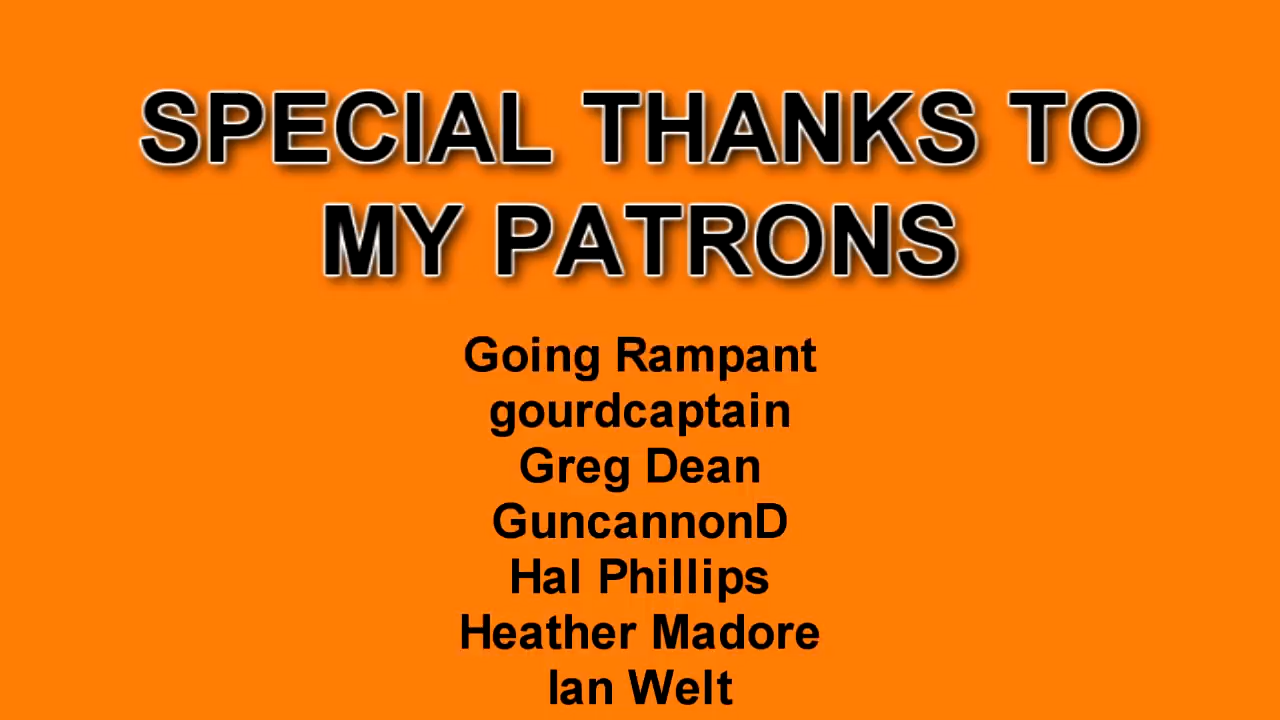 SPECIAL THANKS TO
MY PATRONS
Going Rampant
gourdcaptain
Greg Dean
GuncannonD
Hal Phillips
Heather Madore
Ian Welt